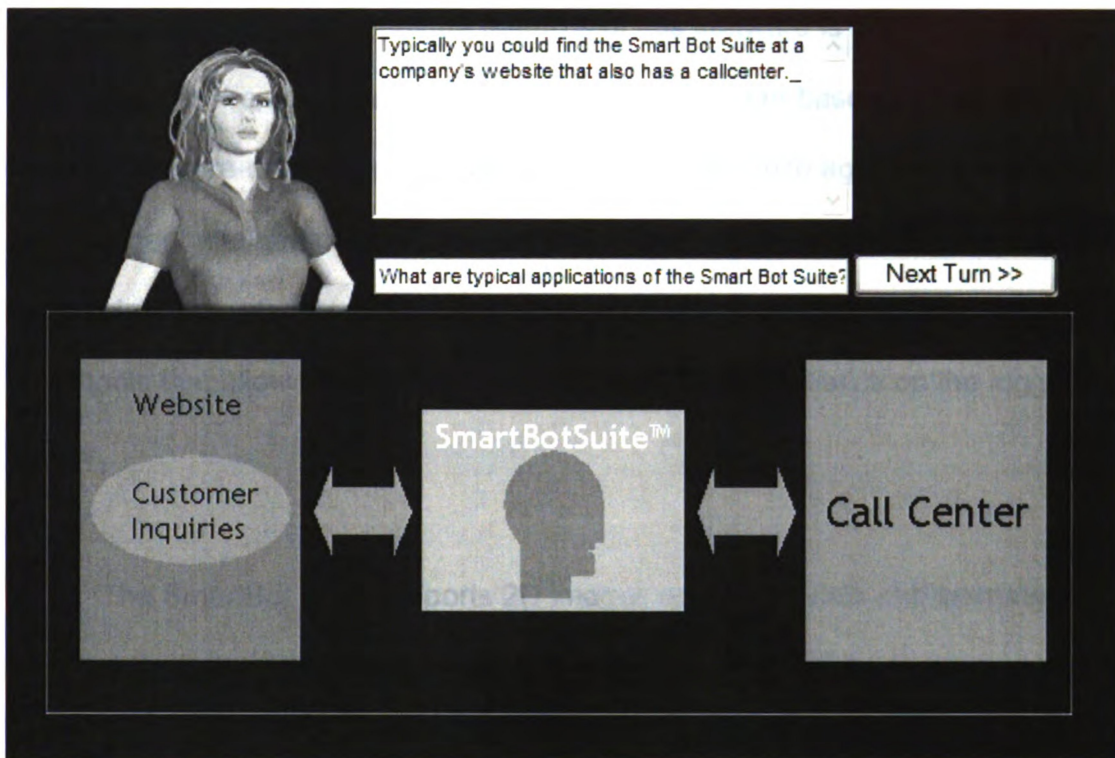 Typically you could find the Smart Bot Suite at a
company's website that also has a callcenter._
What are typical applications of the Smart Bot Suite?
Next Turn >>
Website
Customer
Inquiries
SmartBotSuite™
Call Center